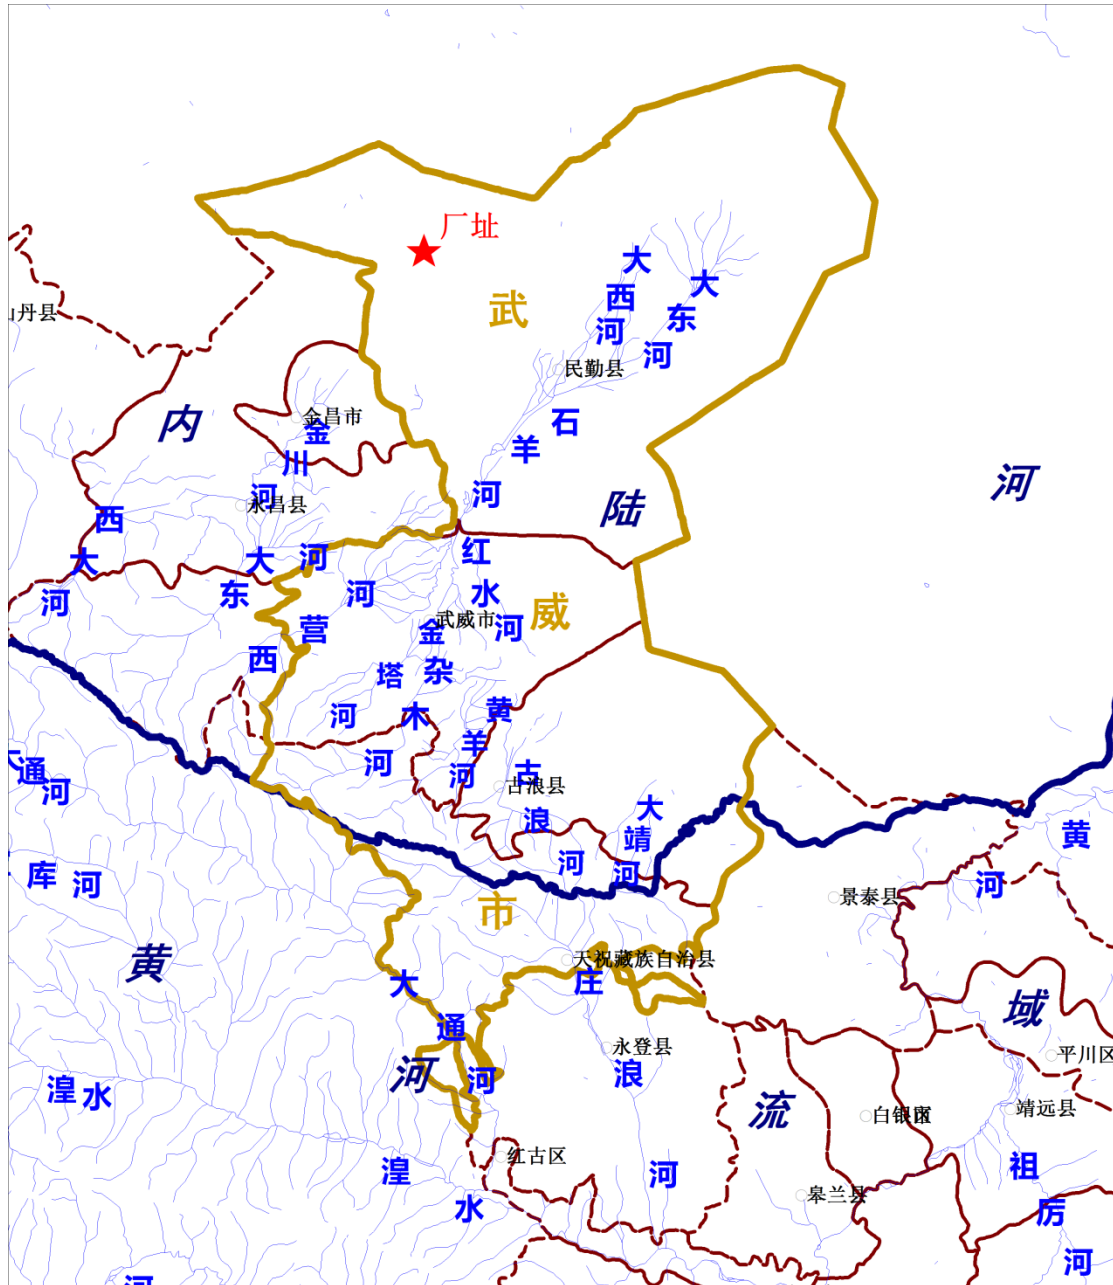 厂址
武威市
内陆河
黄河流域
大西河
大东河
民勤县
石羊河
山丹县
金昌市
金川河
永昌县
西大河
东大河
西营河
红水河
武威市
金塔河
杂木河
黄羊河
古浪县
古浪河
大靖河
大通河
库
河
黄河
景泰县
天祝藏族自治县
大通河
庄浪河
永登县
湟水
平川区
靖远县
白银
红古区
皋兰县
湟水
祖厉河
河